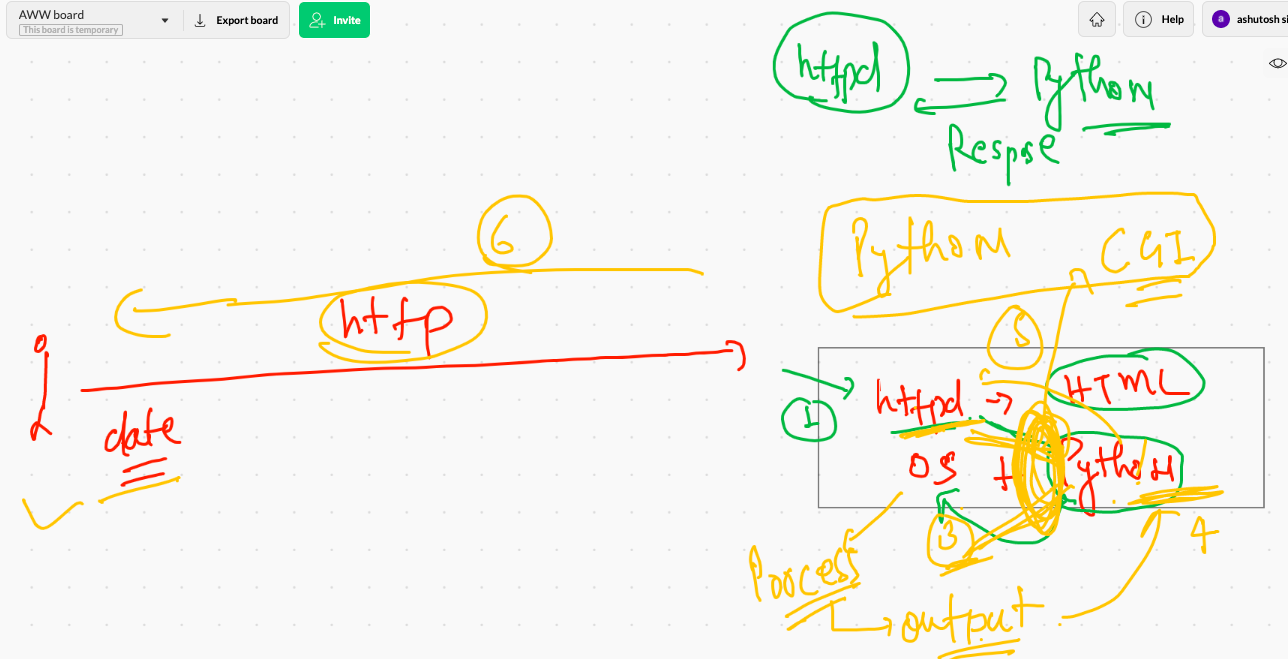 AWW board
This board is temporary
Export board
Invite
Help
a
ashutosh si
httpd
Python
Respose
6
Python CGI
http
5
httpd → HTML
1
date
OS + Python
3
4
Process
output